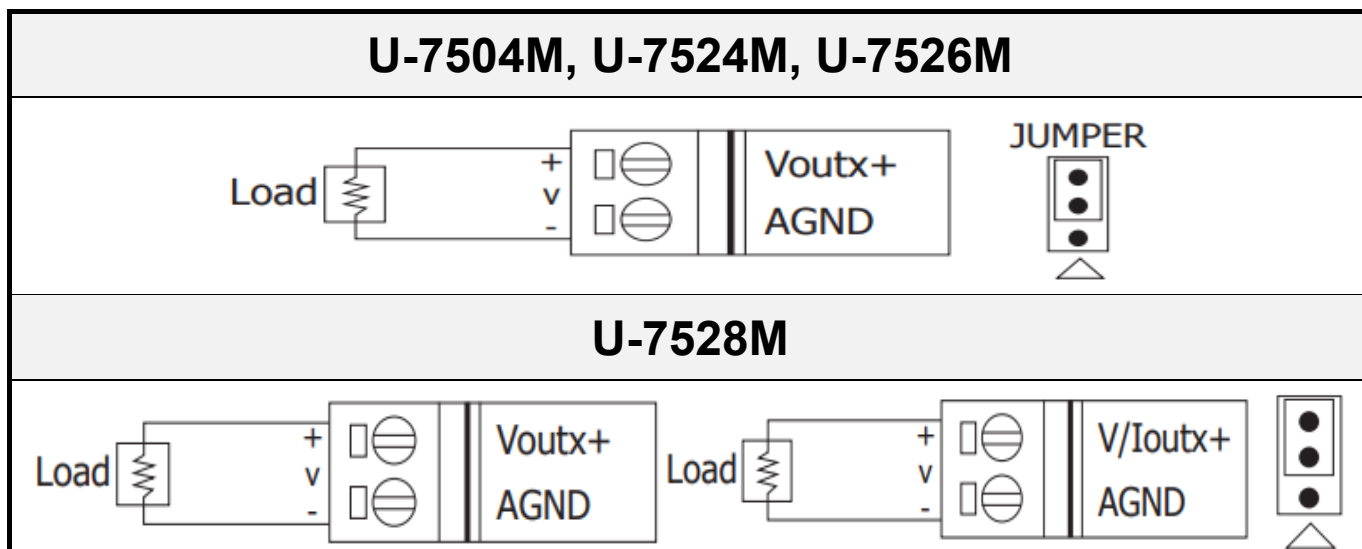 U-7504M, U-7524M, U-7526M
JUMPER
+ Voutx+
Load v
- AGND
U-7528M
+ Voutx+ + V/Ioutx+
Load v Load v
- AGND - AGND